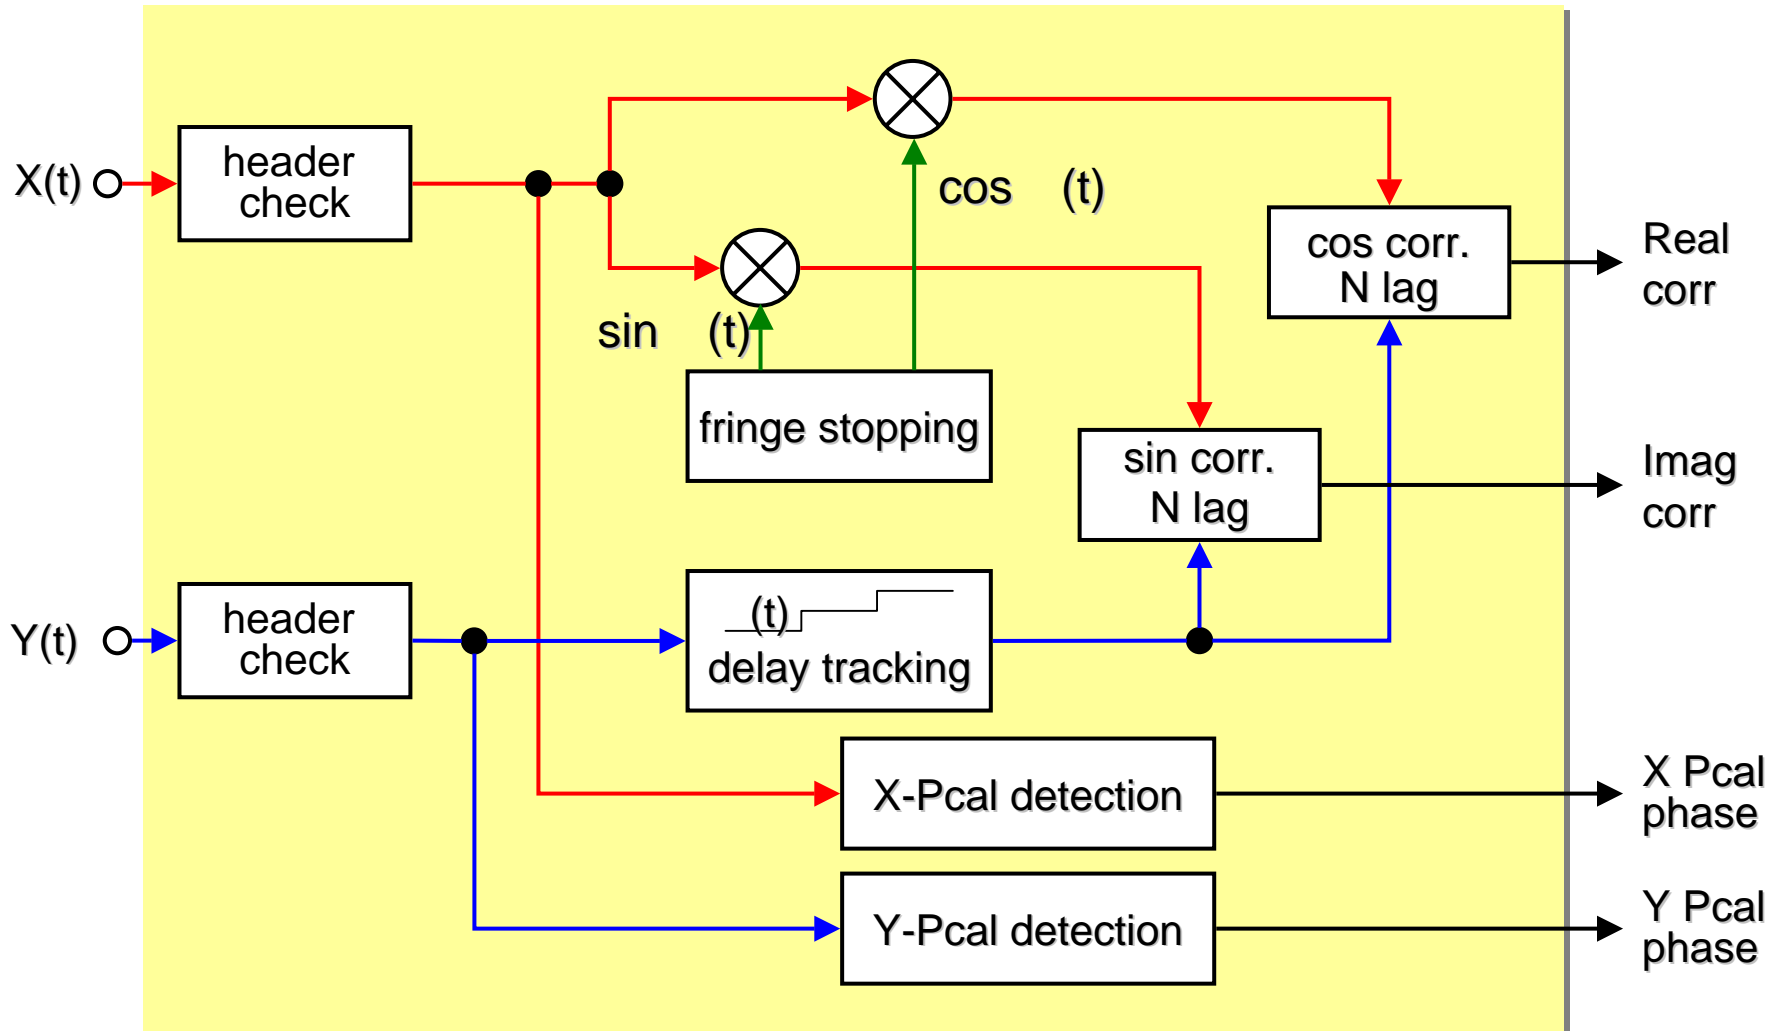 X(t)
header
check
cos (t)
sin (t)
fringe stopping
cos corr.
N lag
Real
corr
sin corr.
N lag
Imag
corr
Y(t)
header
check
(t)
delay tracking
X-Pcal detection
X Pcal
phase
Y-Pcal detection
Y Pcal
phase